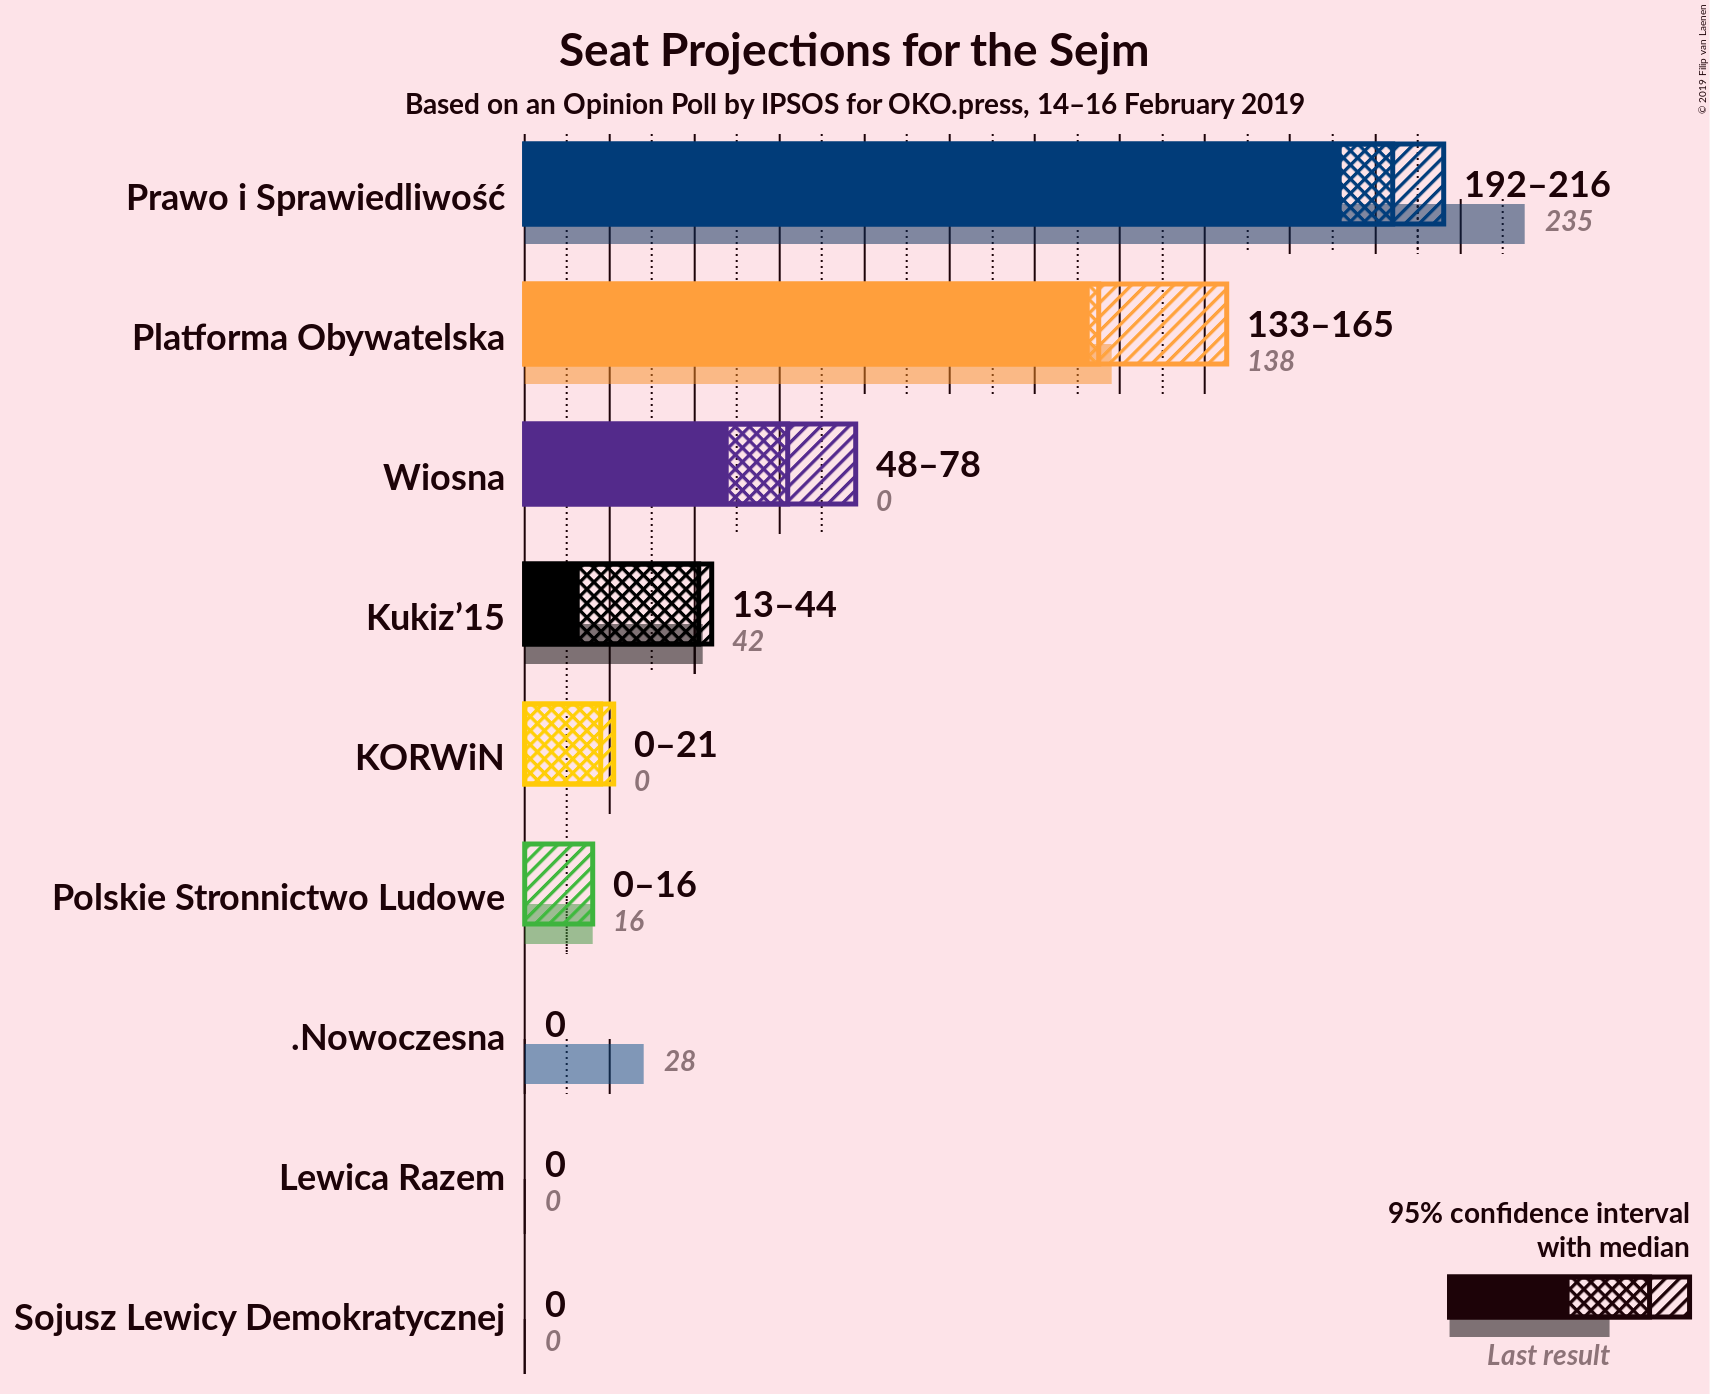 Seat Projections for the Sejm
Based on an Opinion Poll by IPSOS for OKO.press, 14–16 February 2019
© 2019 Filip van Laenen
Prawo i Sprawiedliwość
192–216
235
Platforma Obywatelska
133–165
138
Wiosna
48–78
0
Kukiz’15
13–44
42
KORWiN
0–21
0
Polskie Stronnictwo Ludowe
0–16
16
.Nowoczesna
0
28
Lewica Razem
0
0
Sojusz Lewicy Demokratycznej
0
0
95% confidence interval
with median
Last result